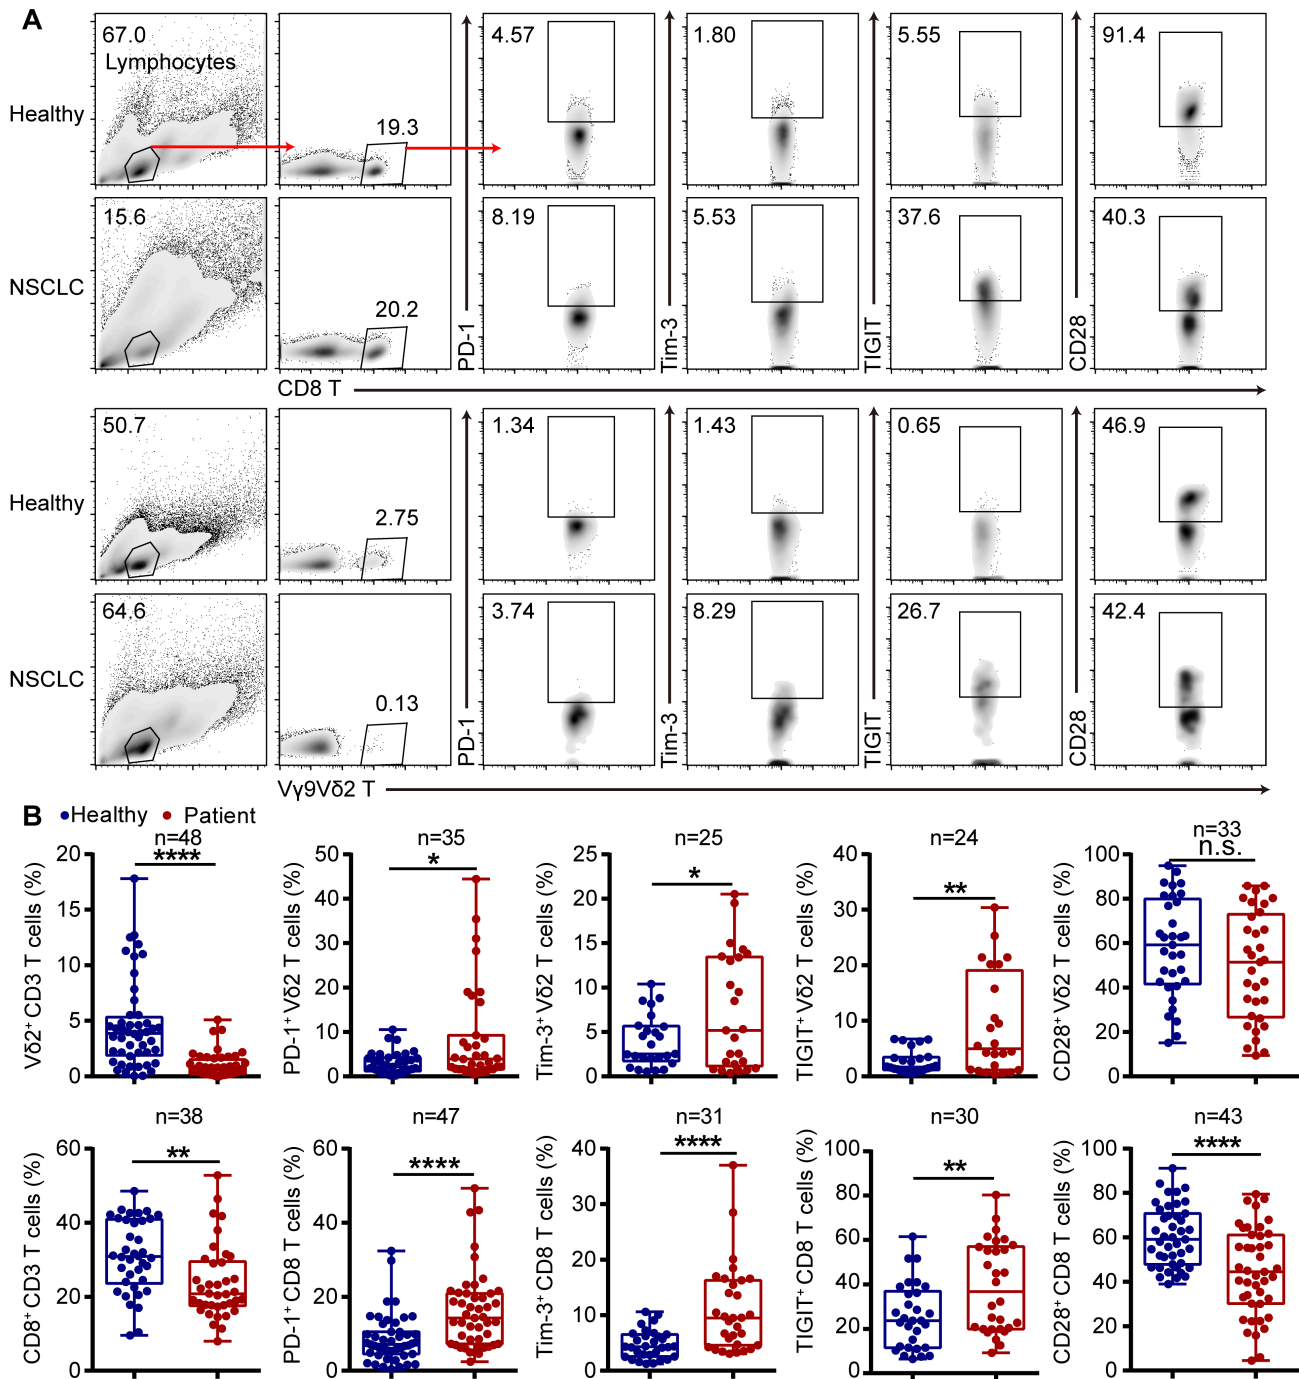 A
67.0
Lymphocytes
Healthy
19.3
4.57
1.80
5.55
91.4
NSCLC
15.6
20.2
PD-1
8.19
Tim-3
5.53
TIGIT
37.6
CD28
40.3
CD8 T
Healthy
50.7
2.75
1.34
1.43
0.65
46.9
NSCLC
64.6
0.13
PD-1
3.74
Tim-3
8.29
TIGIT
26.7
CD28
42.4
Vγ9Vδ2 T
B
Healthy Patient
n=48
****
Vδ2⁺ CD3 T cells (%)
20
15
10
5
0
n=35
*
PD-1⁺ Vδ2 T cells (%)
50
40
30
20
10
0
n=25
*
Tim-3⁺ Vδ2 T cells (%)
25
20
15
10
5
0
n=24
**
TIGIT⁺ Vδ2 T cells (%)
40
30
20
10
0
n=33
n.s.
CD28⁺ Vδ2 T cells (%)
100
80
60
40
20
0
n=38
**
CD8⁺ CD3 T cells (%)
60
40
20
0
n=47
****
PD-1⁺ CD8 T cells (%)
60
40
20
0
n=31
****
Tim-3⁺ CD8 T cells (%)
40
30
20
10
0
n=30
**
TIGIT⁺ CD8 T cells (%)
100
80
60
40
20
0
n=43
****
CD28⁺ CD8 T cells (%)
100
80
60
40
20
0